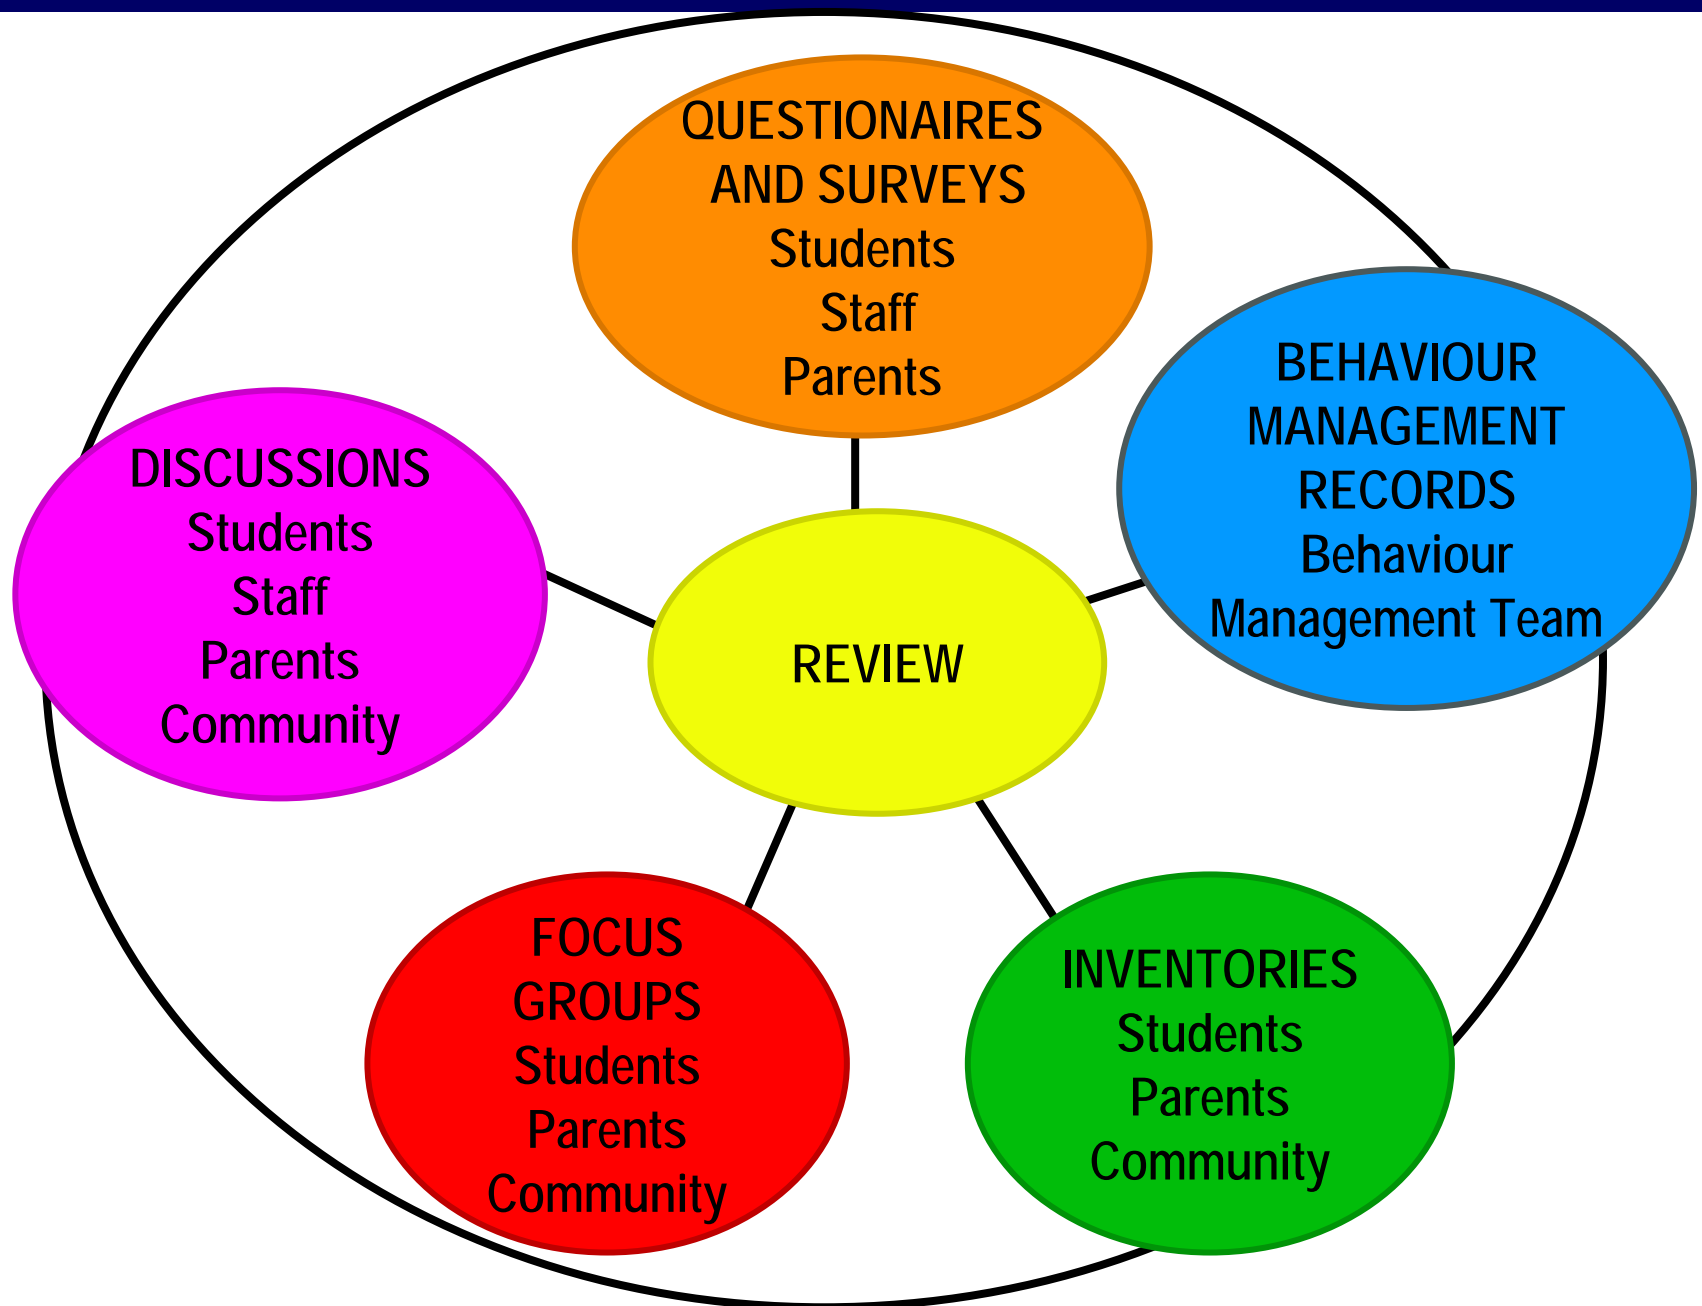 QUESTIONAIRES
AND SURVEYS
Students
Staff
Parents
BEHAVIOUR
MANAGEMENT
RECORDS
Behaviour
Management Team
DISCUSSIONS
Students
Staff
Parents
Community
REVIEW
FOCUS
GROUPS
Students
Parents
Community
INVENTORIES
Students
Parents
Community